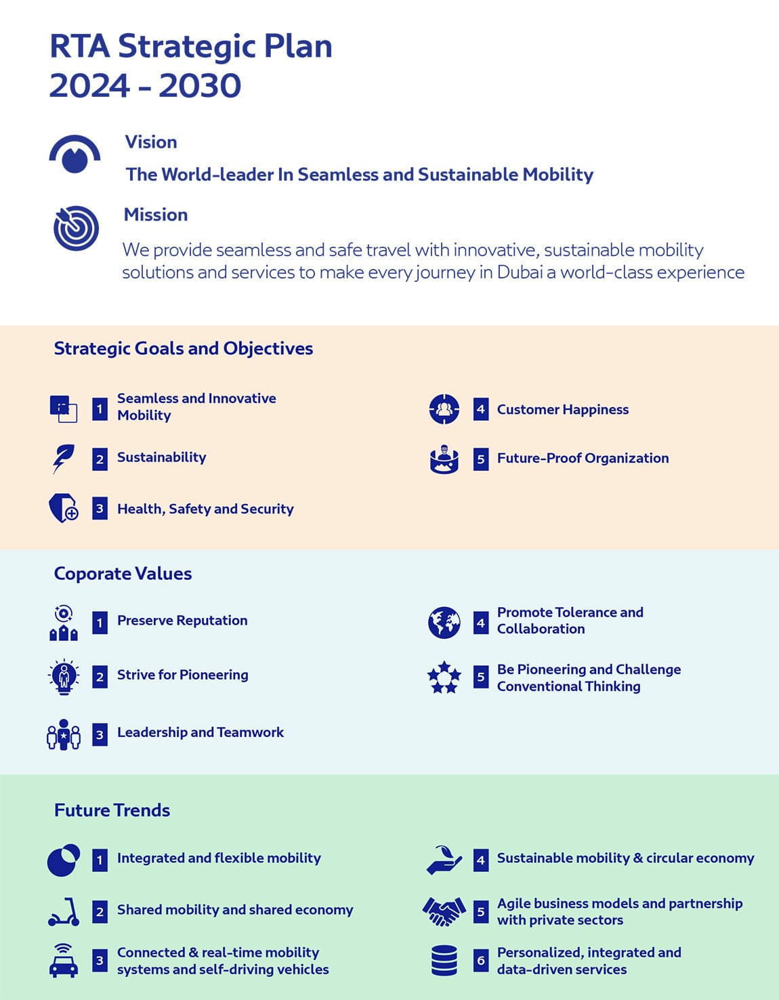 RTA Strategic Plan
2024 - 2030
Vision
The World-leader In Seamless and Sustainable Mobility
Mission
We provide seamless and safe travel with innovative, sustainable mobility
solutions and services to make every journey in Dubai a world-class experience
Strategic Goals and Objectives
1 Seamless and Innovative
Mobility
2 Sustainability
3 Health, Safety and Security
4 Customer Happiness
5 Future-Proof Organization
Coporate Values
1 Preserve Reputation
2 Strive for Pioneering
3 Leadership and Teamwork
4 Promote Tolerance and
Collaboration
5 Be Pioneering and Challenge
Conventional Thinking
Future Trends
1 Integrated and flexible mobility
2 Shared mobility and shared economy
3 Connected & real-time mobility
systems and self-driving vehicles
4 Sustainable mobility & circular economy
5 Agile business models and partnership
with private sectors
6 Personalized, integrated and
data-driven services